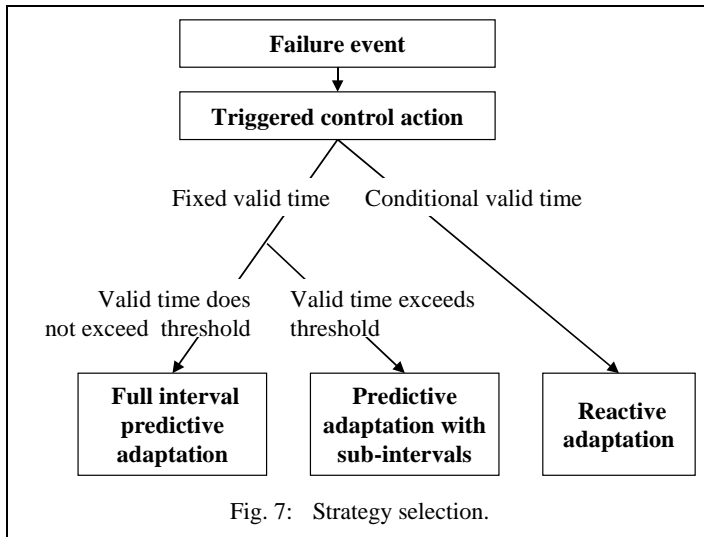 Failure event
Triggered control action
Fixed valid time
Conditional valid time
Valid time does
not exceed threshold
Valid time exceeds
threshold
Full interval
predictive
adaptation
Predictive
adaptation with
sub-intervals
Reactive
adaptation
Fig. 7: Strategy selection.